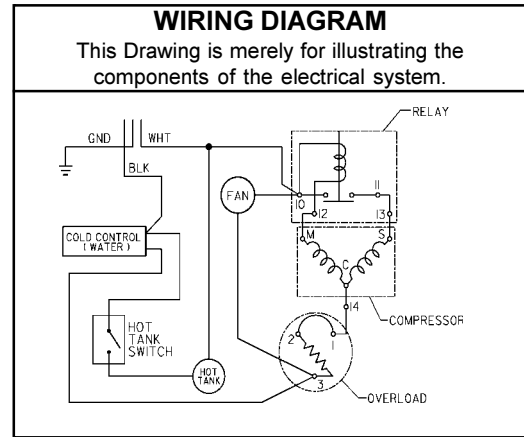 WIRING DIAGRAM
This Drawing is merely for illustrating the
components of the electrical system.
RELAY
GND
WHT
BLK
FAN
10
11
12
13
COLD CONTROL
(WATER)
M
S
C
14
COMPRESSOR
HOT
TANK
SWITCH
HOT
TANK
2
1
3
OVERLOAD